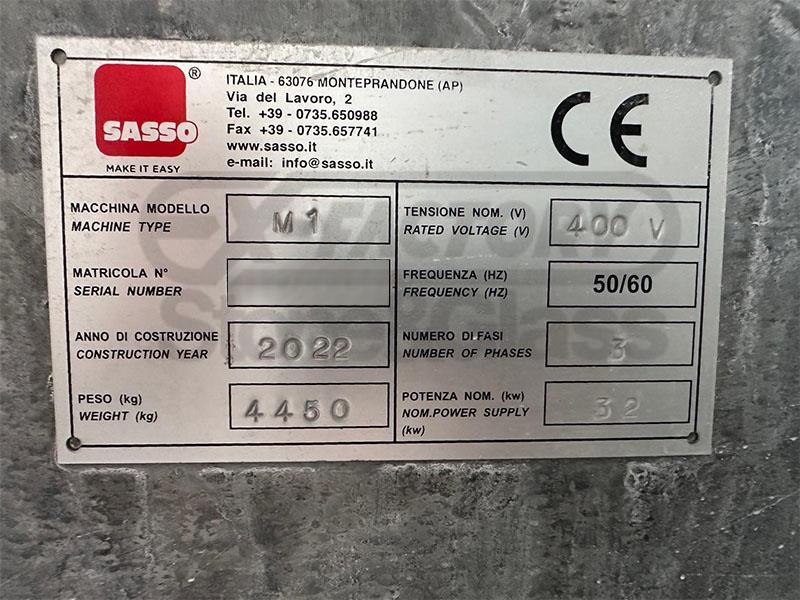 SASSO®
MAKE IT EASY
ITALIA - 63076 MONTEPRANDONE (AP)
Via del Lavoro, 2
Tel. +39 - 0735.650988
Fax +39 - 0735.657741
www.sasso.it
e-mail: info@sasso.it
CE
MACCHINA MODELLO
MACHINE TYPE
M1
MATRICOLA N°
SERIAL NUMBER
ANNO DI COSTRUZIONE
CONSTRUCTION YEAR
2022
PESO (kg)
WEIGHT (kg)
4450
TENSIONE NOM. (V)
RATED VOLTAGE (V)
400 V
FREQUENZA (HZ)
FREQUENCY (HZ)
50/60
NUMERO DI FASI
NUMBER OF PHASES
3
POTENZA NOM. (kw)
NOM.POWER SUPPLY
(kw)
32
EXFACTORY
Stone&Glass